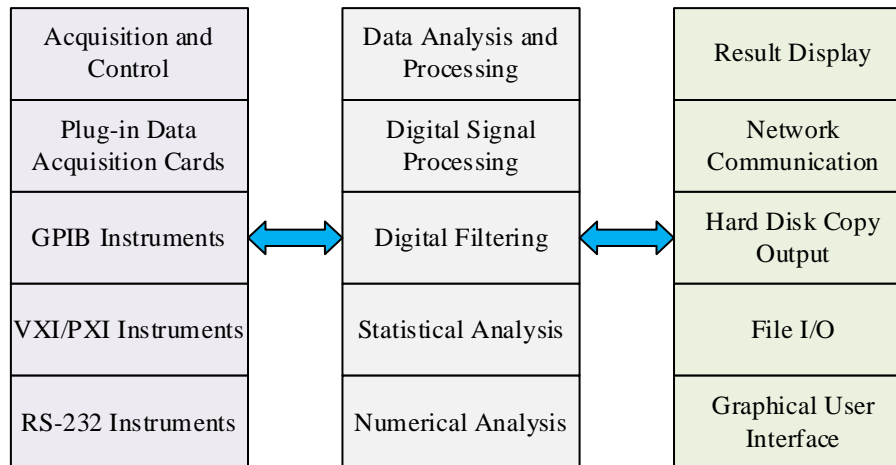 Acquisition and
Control
Plug-in Data
Acquisition Cards
GPIB Instruments
VXI/PXI Instruments
RS-232 Instruments
Data Analysis and
Processing
Digital Signal
Processing
Digital Filtering
Statistical Analysis
Numerical Analysis
Result Display
Network
Communication
Hard Disk Copy
Output
File I/O
Graphical User
Interface